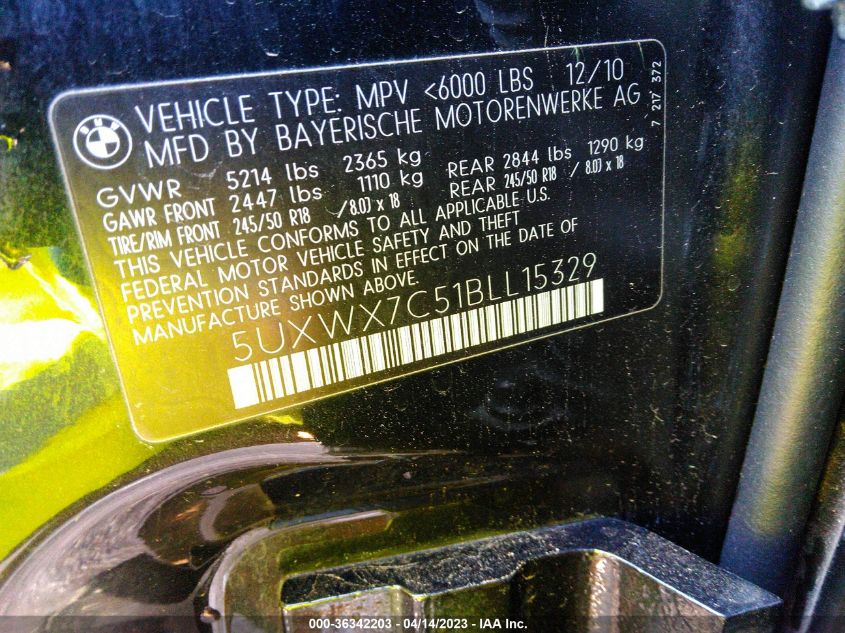 BMW
VEHICLE TYPE: MPV <6000 LBS 12/10
MFD BY BAYERISCHE MOTORENWERKE AG
7 217 372
GVWR 5214 lbs 2365 kg
GAWR FRONT 2447 lbs 1110 kg REAR 2844 lbs 1290 kg
TIRE/RIM FRONT 245/50 R18 /8.0J x 18 REAR 245/50 R18 / 8.0J x 18
THIS VEHICLE CONFORMS TO ALL APPLICABLE U.S.
FEDERAL MOTOR VEHICLE SAFETY AND THEFT
PREVENTION STANDARDS IN EFFECT ON THE DATE OF
MANUFACTURE SHOWN ABOVE.
5UXWX7C51BLL15329
000-36342203 - 04/14/2023 - IAA Inc.